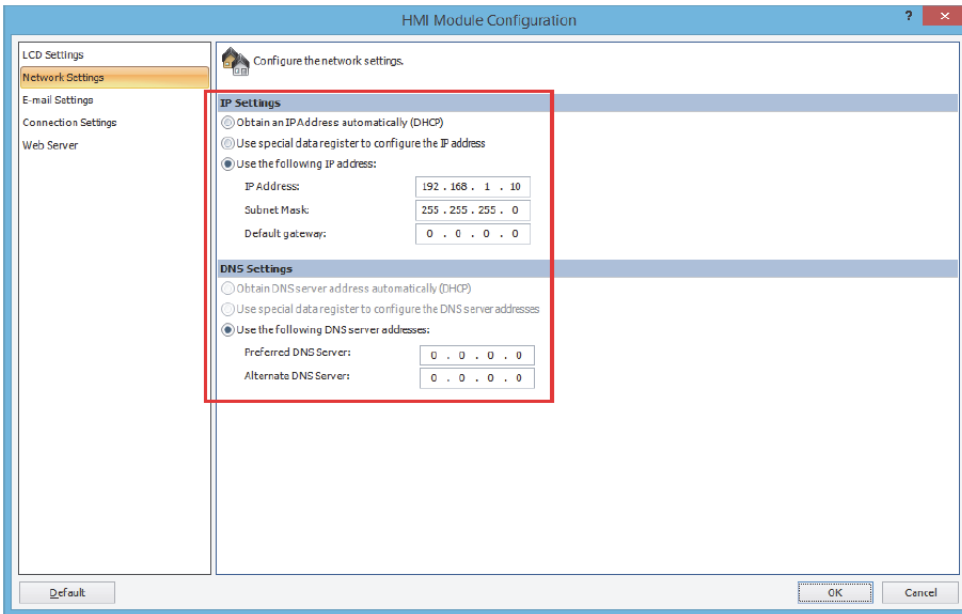 HMI Module Configuration
?
LCD Settings
Network Settings
E-mail Settings
Connection Settings
Web Server
Configure the network settings.
IP Settings
Obtain an IP Address automatically (DHCP)
Use special data register to configure the IP address
Use the following IP address:
IP Address: 192 . 168 . 1 . 10
Subnet Mask: 255 . 255 . 255 . 0
Default gateway: 0 . 0 . 0 . 0
DNS Settings
Obtain DNS server address automatically (DHCP)
Use special data register to configure the DNS server addresses
Use the following DNS server addresses:
Preferred DNS Server: 0 . 0 . 0 . 0
Alternate DNS Server: 0 . 0 . 0 . 0
Default OK Cancel